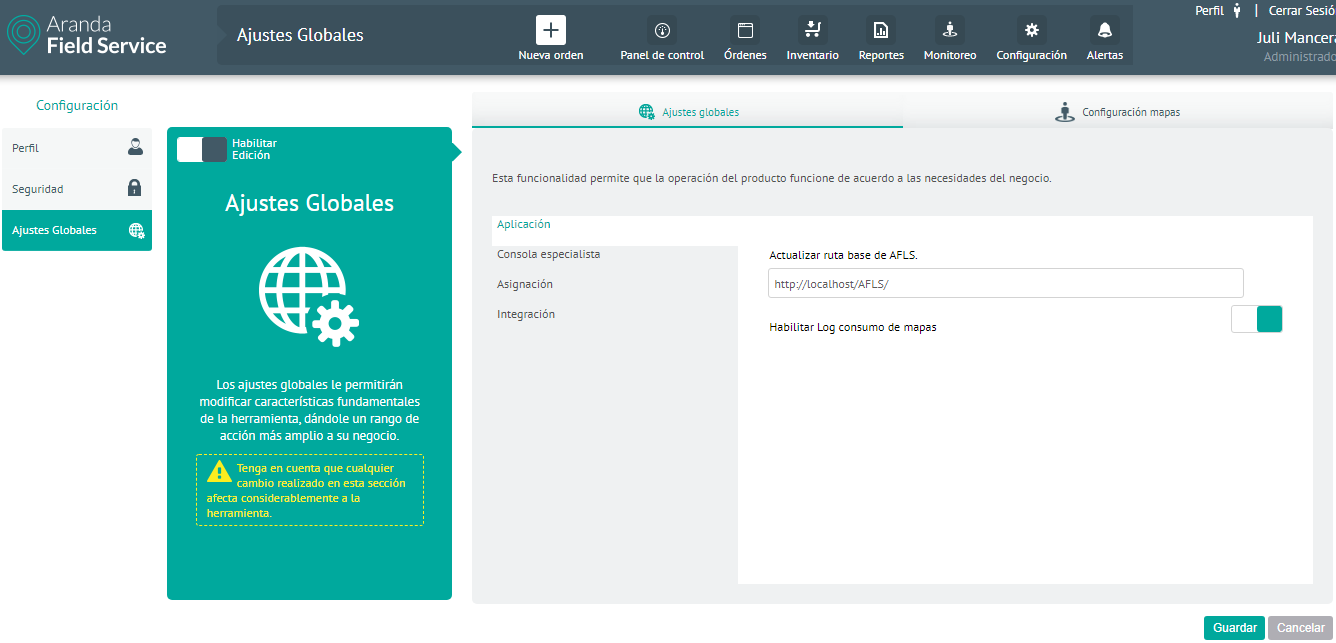 Aranda
Field Service
Ajustes Globales
Nueva orden
Panel de control
Órdenes
Inventario
Reportes
Monitoreo
Configuración
Alertas
Perfil | Cerrar Sesió
Juli Mancera
Administrado
Configuración
Perfil
Seguridad
Ajustes Globales
Habilitar
Edición
Ajustes Globales
Los ajustes globales le permitirán
modificar características fundamentales
de la herramienta, dándole un rango de
acción más amplio a su negocio.
Tenga en cuenta que cualquier
cambio realizado en esta sección
afecta considerablemente a la
herramienta.
Ajustes globales
Configuración mapas
Esta funcionalidad permite que la operación del producto funcione de acuerdo a las necesidades del negocio.
Aplicación
Consola especialista
Asignación
Integración
Actualizar ruta base de AFLS.
http://localhost/AFLS/
Habilitar Log consumo de mapas
Guardar
Cancelar